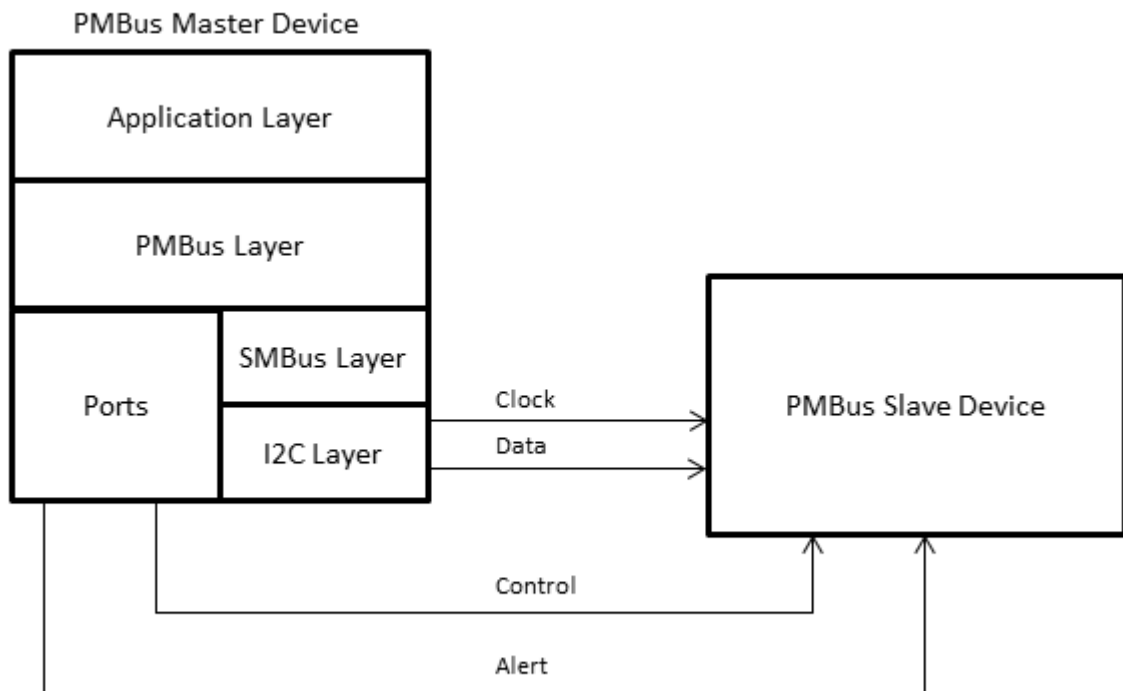 PMBus Master Device
Application Layer
PMBus Layer
Ports
SMBus Layer
I2C Layer
Clock
Data
PMBus Slave Device
Control
Alert